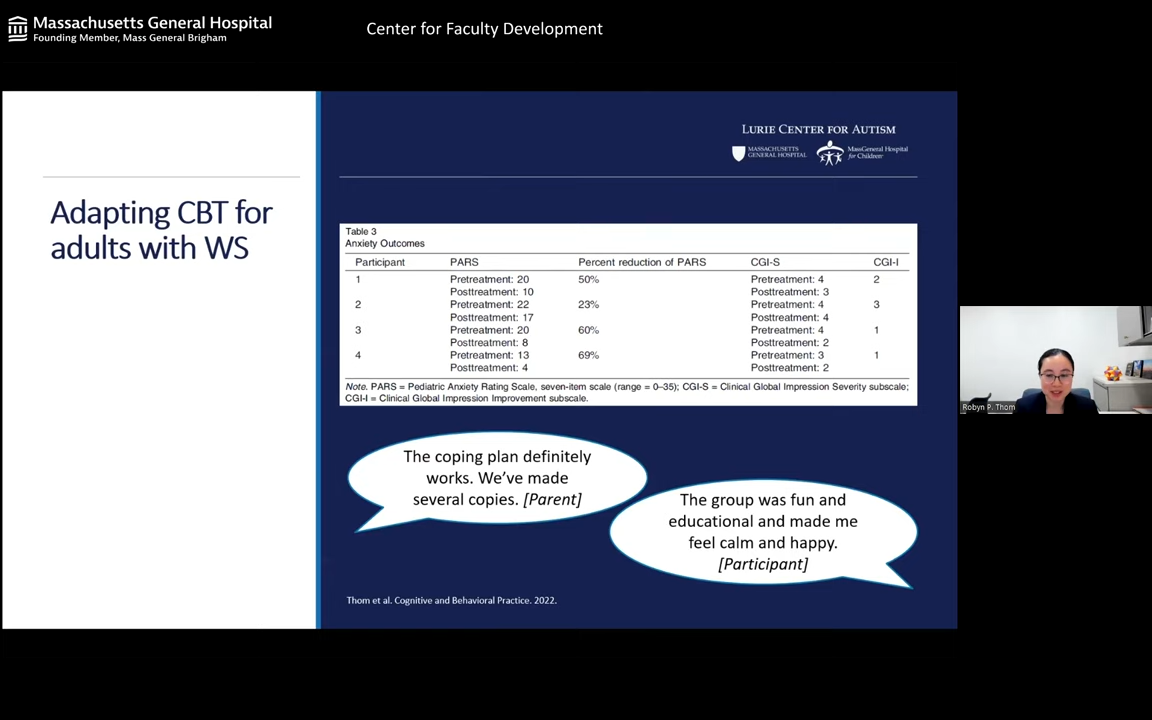 Massachusetts General Hospital
Founding Member, Mass General Brigham
Center for Faculty Development
LURIE CENTER FOR AUTISM
MASSACHUSETTS
GENERAL HOSPITAL
MassGeneral Hospital
for Children
Adapting CBT for
adults with WS
Table 3
Anxiety Outcomes
Participant PARS Percent reduction of PARS CGI-S CGI-I
1 Pretreatment: 20 50% Pretreatment: 4 2
Posttreatment: 10 Posttreatment: 3
2 Pretreatment: 22 23% Pretreatment: 4 3
Posttreatment: 17 Posttreatment: 4
3 Pretreatment: 20 60% Pretreatment: 4 1
Posttreatment: 8 Posttreatment: 2
4 Pretreatment: 13 69% Pretreatment: 3 1
Posttreatment: 4 Posttreatment: 2
Note. PARS = Pediatric Anxiety Rating Scale, seven-item scale (range = 0–35); CGI-S = Clinical Global Impression Severity subscale;
CGI-I = Clinical Global Impression Improvement subscale.
The coping plan definitely
works. We’ve made
several copies. [Parent]
The group was fun and
educational and made me
feel calm and happy.
[Participant]
Thom et al. Cognitive and Behavioral Practice. 2022.
Robyn P. Thom